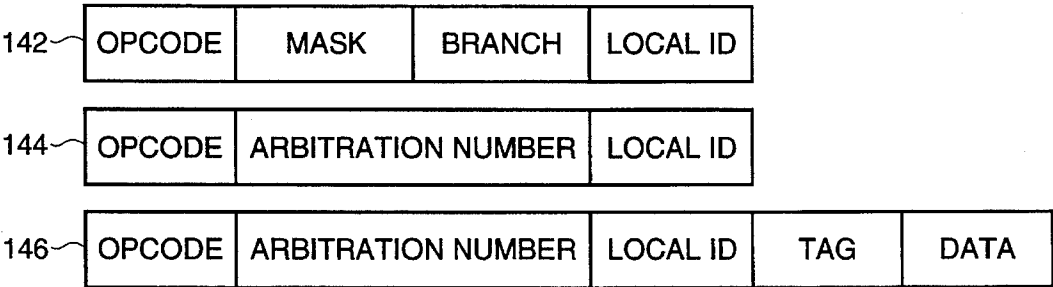 142 OPCODE MASK BRANCH LOCAL ID
144 OPCODE ARBITRATION NUMBER LOCAL ID
146 OPCODE ARBITRATION NUMBER LOCAL ID TAG DATA